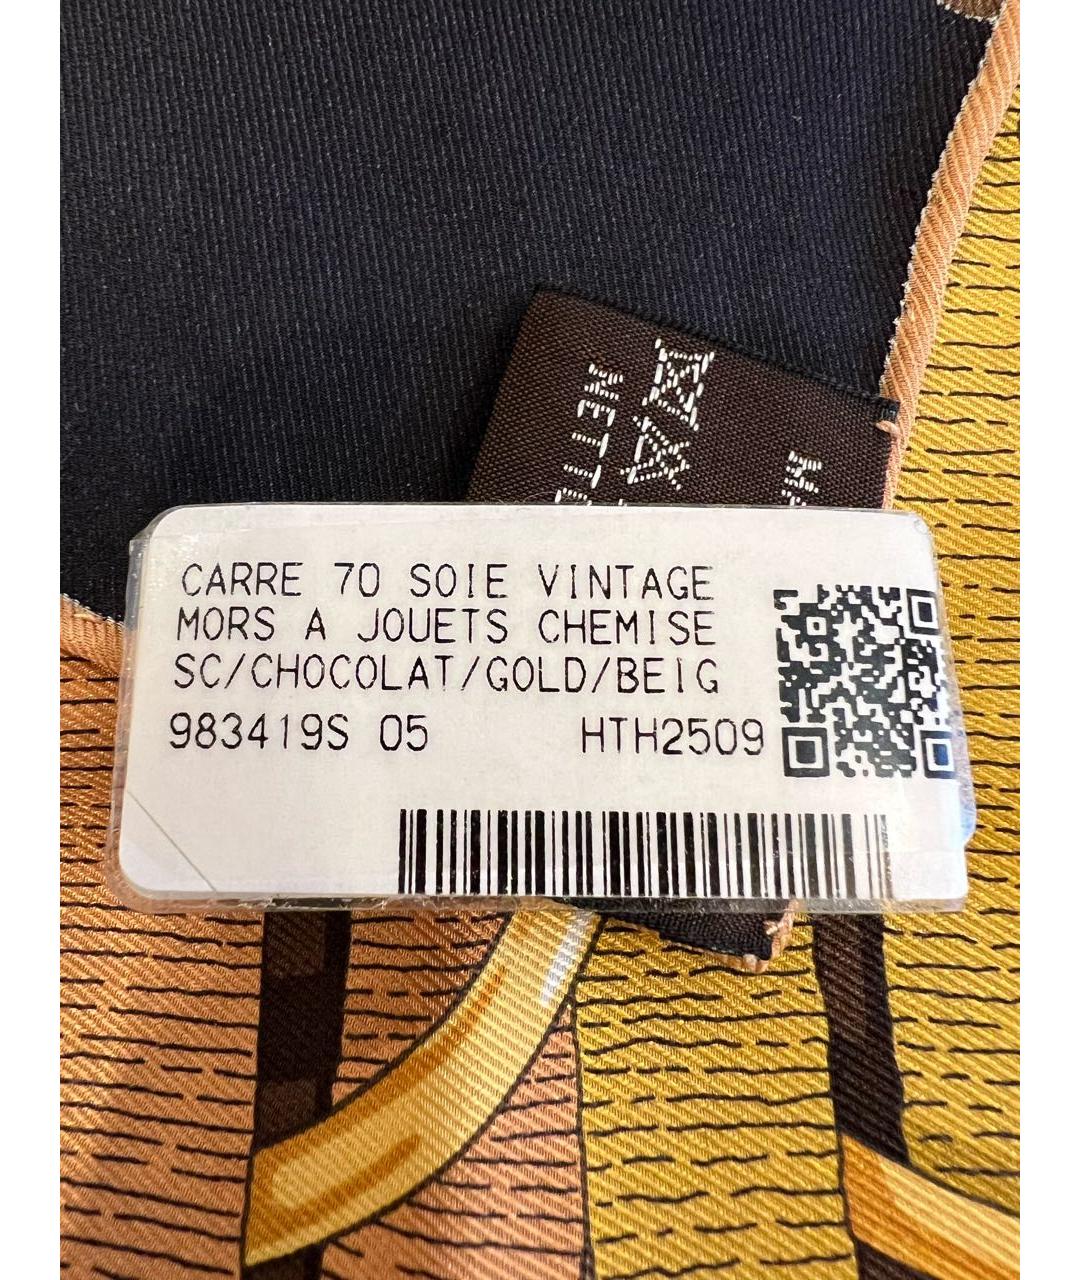 CARRE 70 SOIE VINTAGE
MORS A JOUETS CHEMISE
SC/CHOCOLAT/GOLD/BEIG
983419S 05 HTH2509